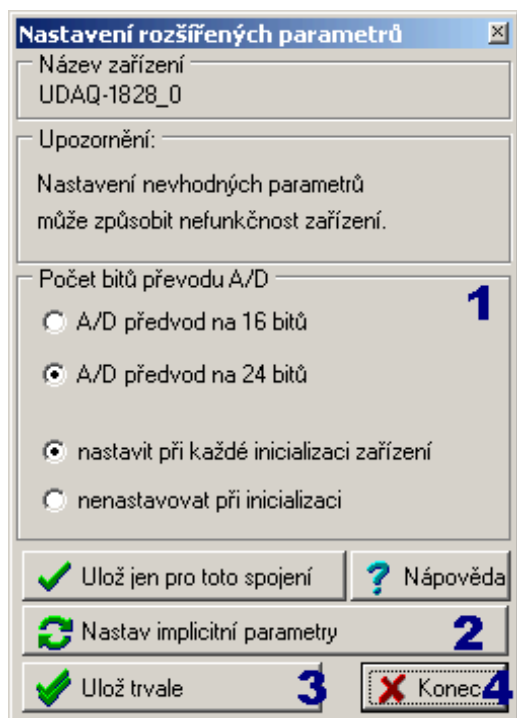 Nastavení rozšířených parametrů
Název zařízení
UDAQ-1828_0
Upozornění:
Nastavení nevhodných parametrů
může způsobit nefunkčnost zařízení.
Počet bitů převodu A/D
1
A/D předvod na 16 bitů
A/D předvod na 24 bitů
nastavit při každé inicializaci zařízení
nenastavovat při inicializaci
Ulož jen pro toto spojení
? Nápověda
Nastav implicitní parametry 2
Ulož trvale 3
Konec 4